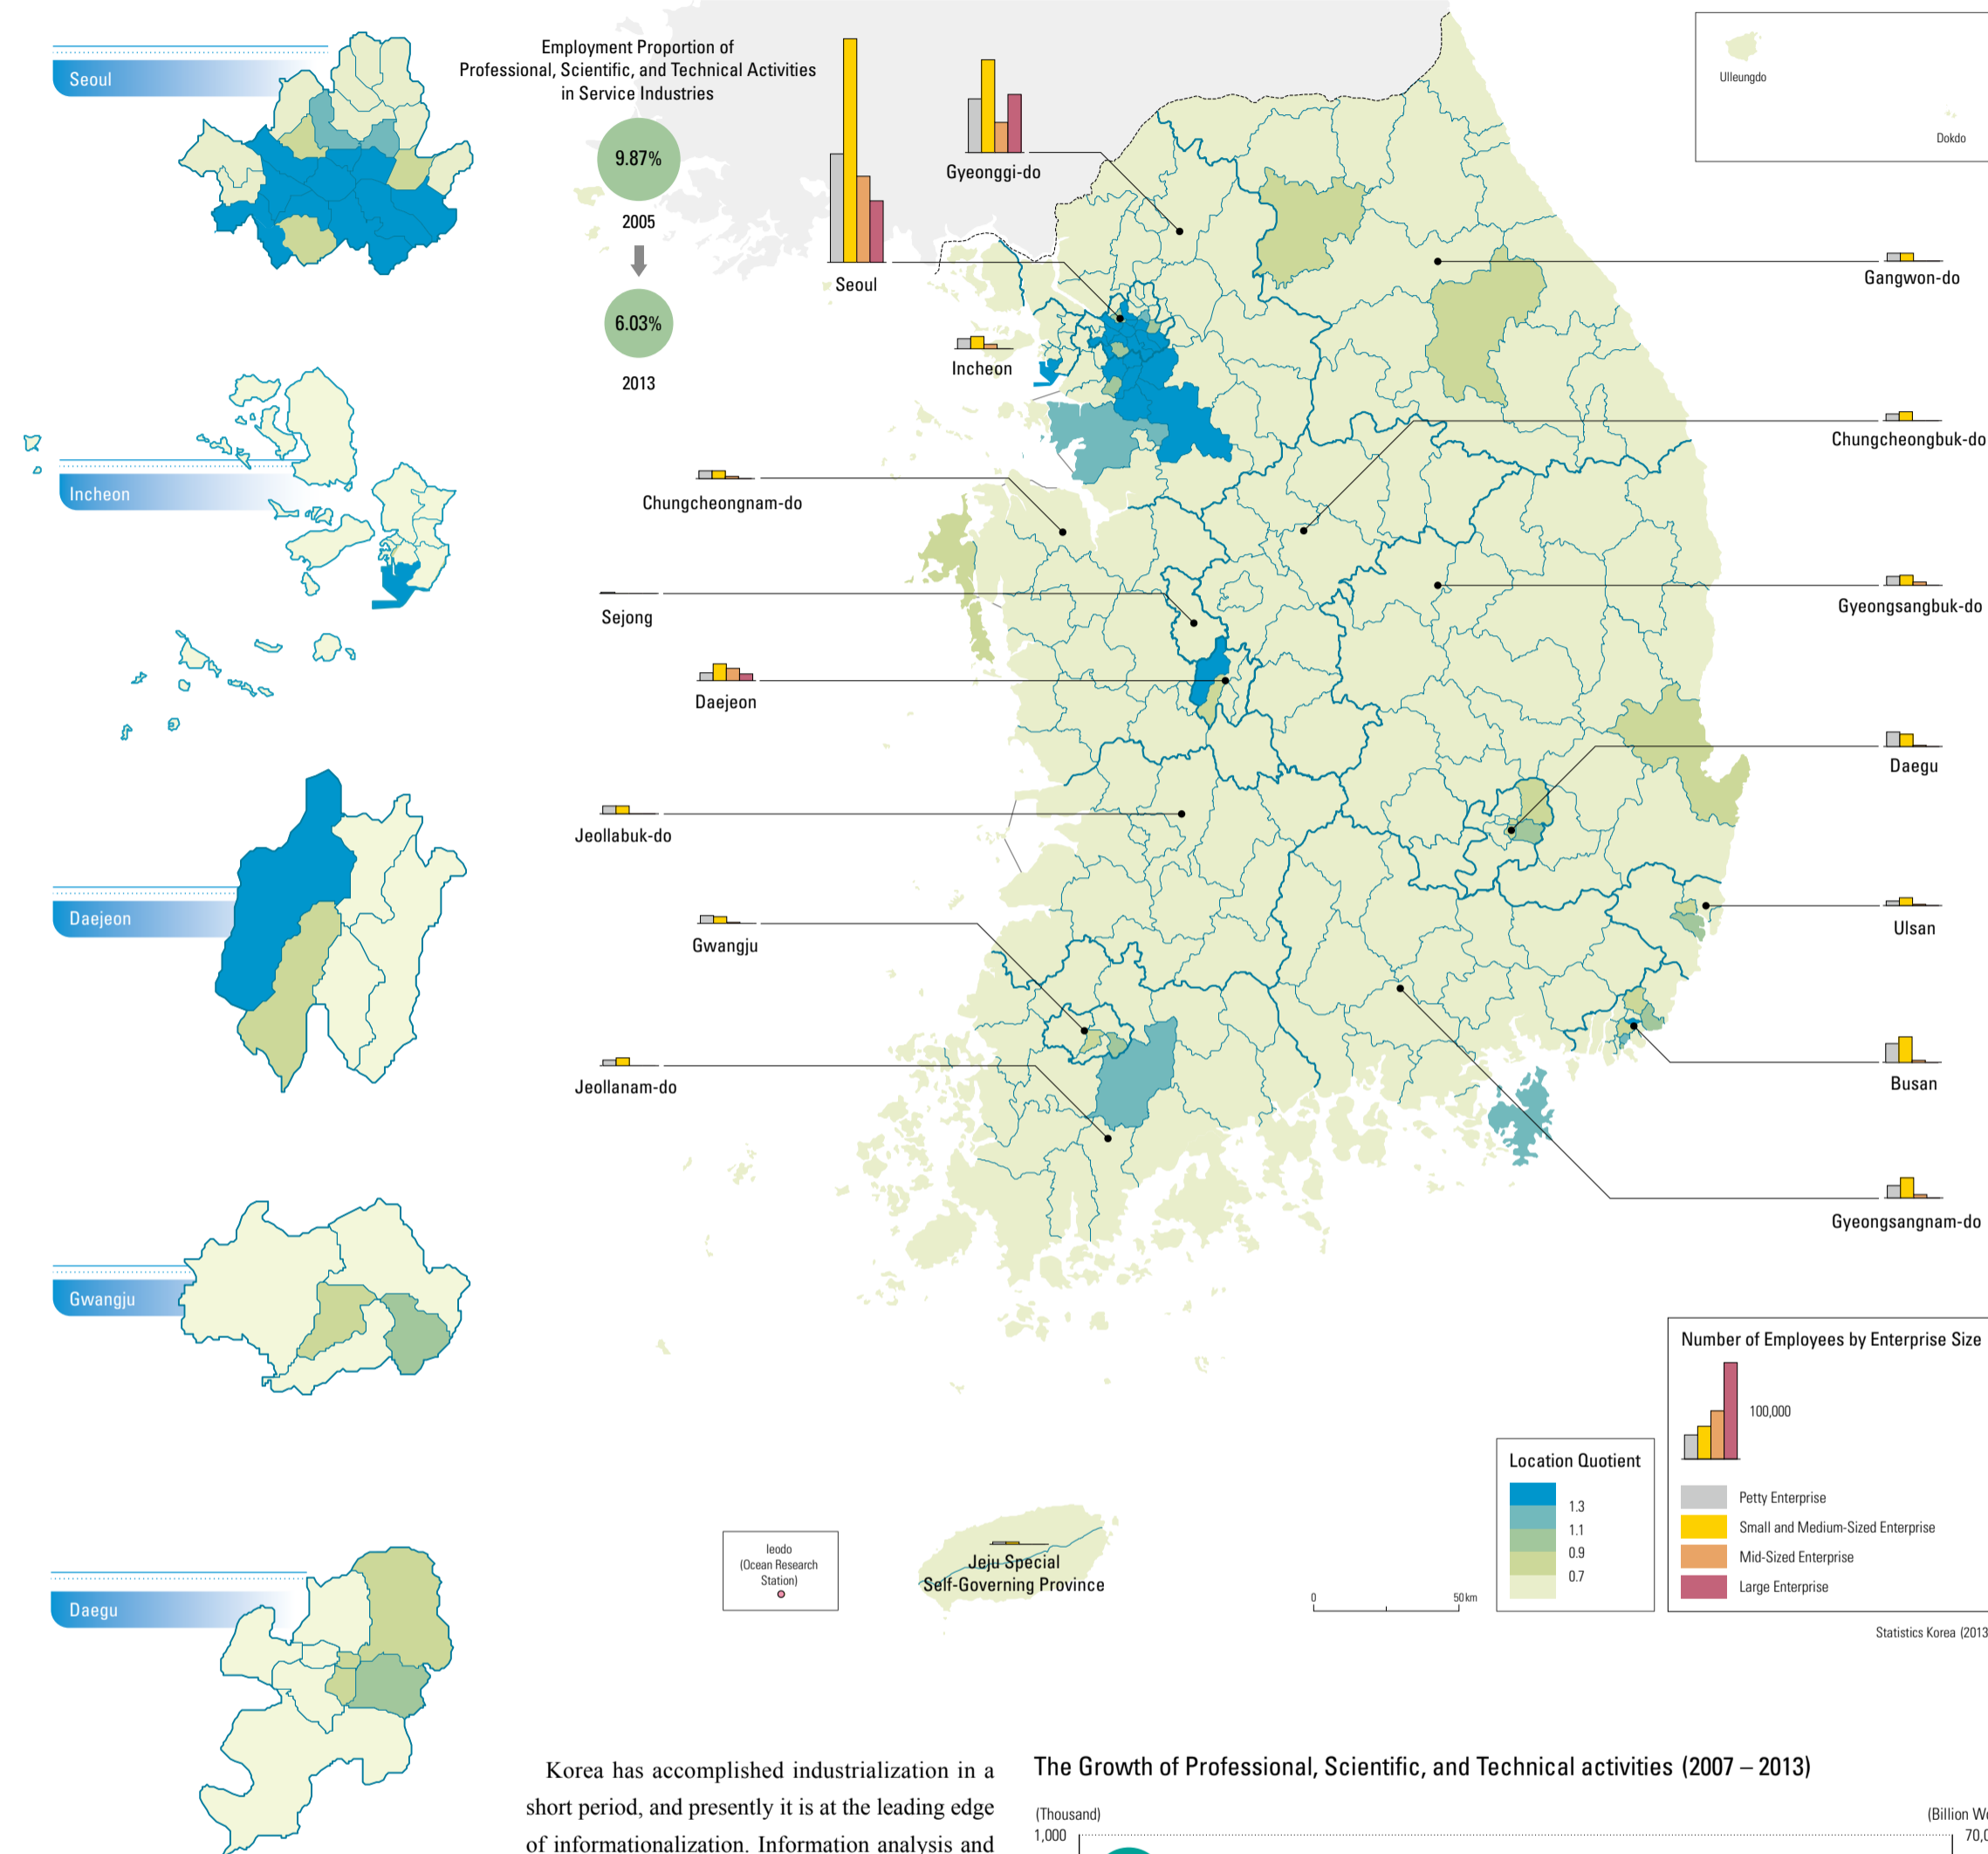 Seoul
Incheon
Daejeon
Gwangju
Daegu
Employment Proportion of
Professional, Scientific, and Technical Activities
in Service Industries
9.87%
2005
6.03%
2013
Seoul
Gyeonggi-do
Incheon
Chungcheongnam-do
Sejong
Daejeon
Jeollabuk-do
Gwangju
Jeollanam-do
Ulleungdo
Dokdo
Gangwon-do
Chungcheongbuk-do
Gyeongsangbuk-do
Daegu
Ulsan
Busan
Gyeongsangnam-do
Ieodo
(Ocean Research
Station)
Jeju Special
Self-Governing Province
0
50km
Location Quotient
1.3
1.1
0.9
0.7
Number of Employees by Enterprise Size
100,000
Petty Enterprise
Small and Medium-Sized Enterprise
Mid-Sized Enterprise
Large Enterprise
Statistics Korea (2013
Korea has accomplished industrialization in a
short period, and presently it is at the leading edge
of informationalization. Information analysis and
The Growth of Professional, Scientific, and Technical activities (2007 – 2013)
(Thousand)
1,000
(Billion